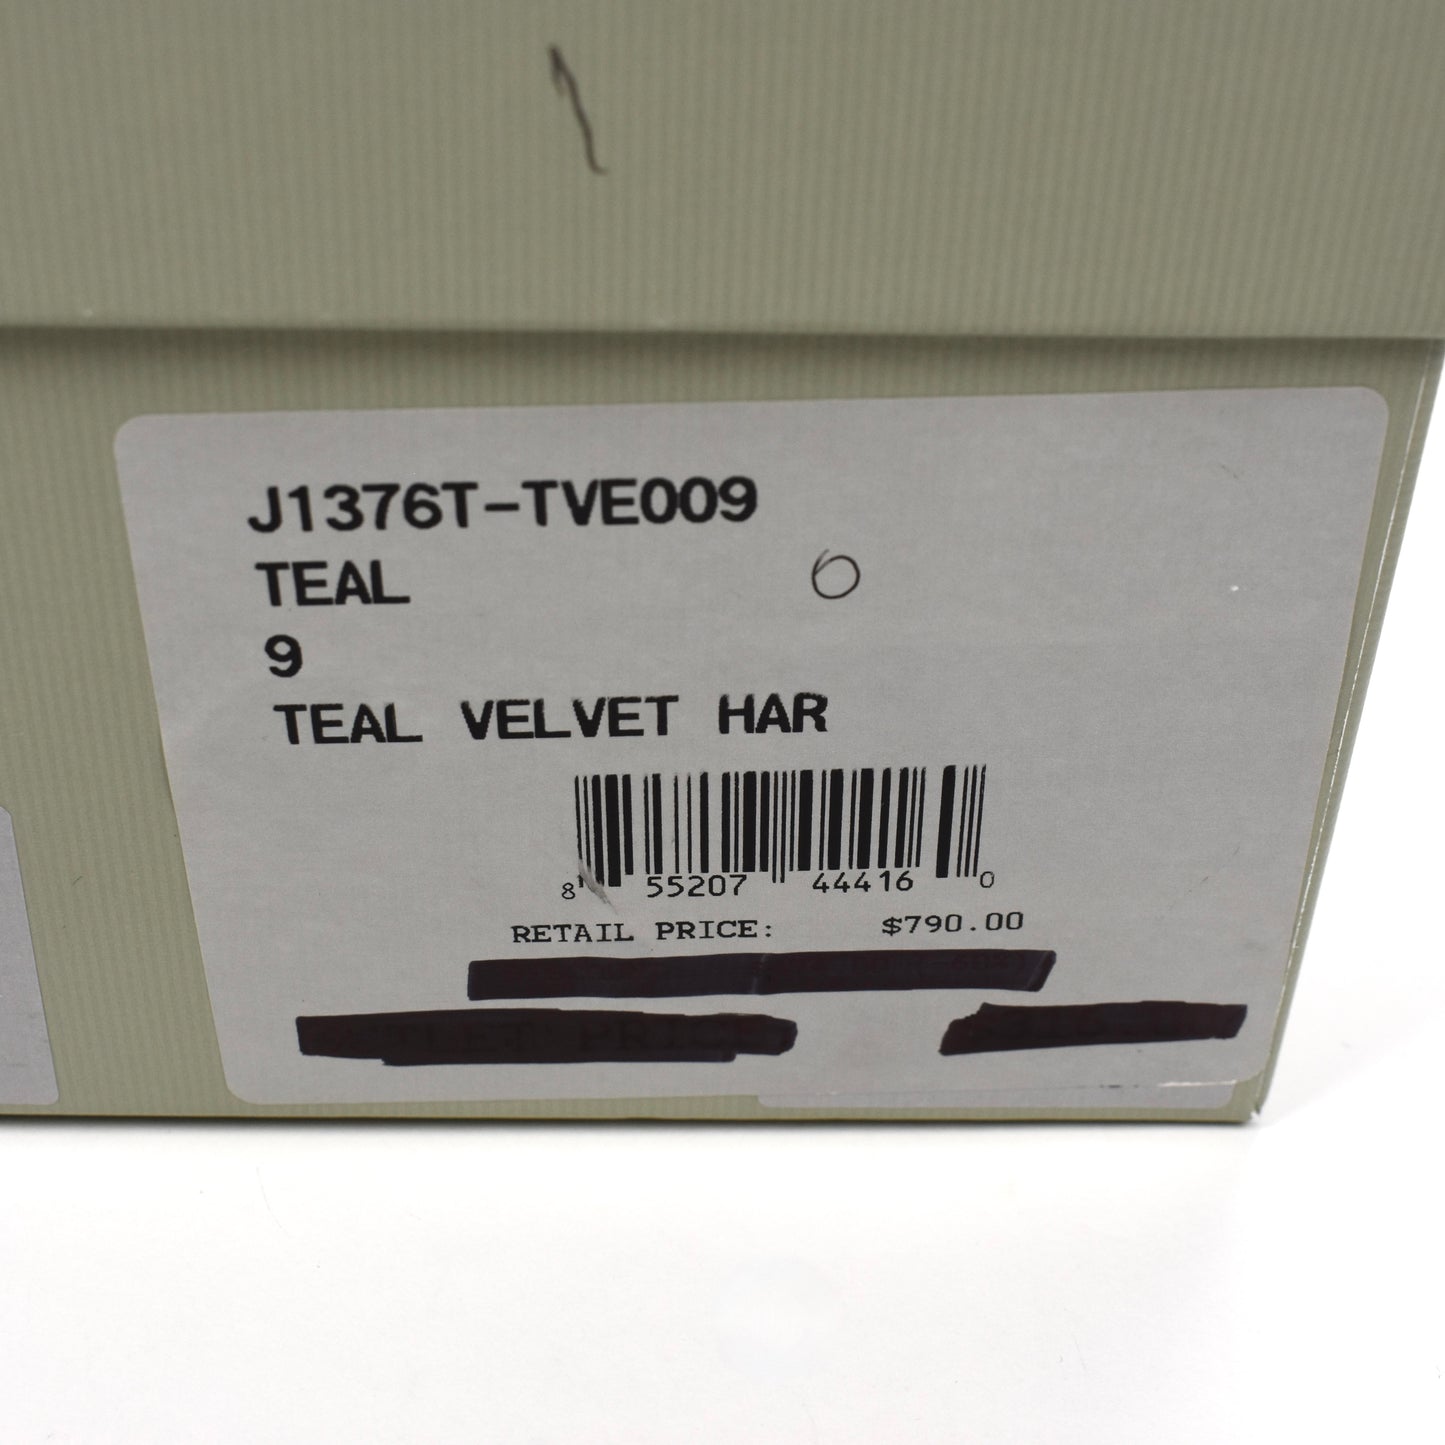 J1376T-TVE009
TEAL
9
TEAL VELVET HAR
8 55207 44416 0
RETAIL PRICE: $790.00